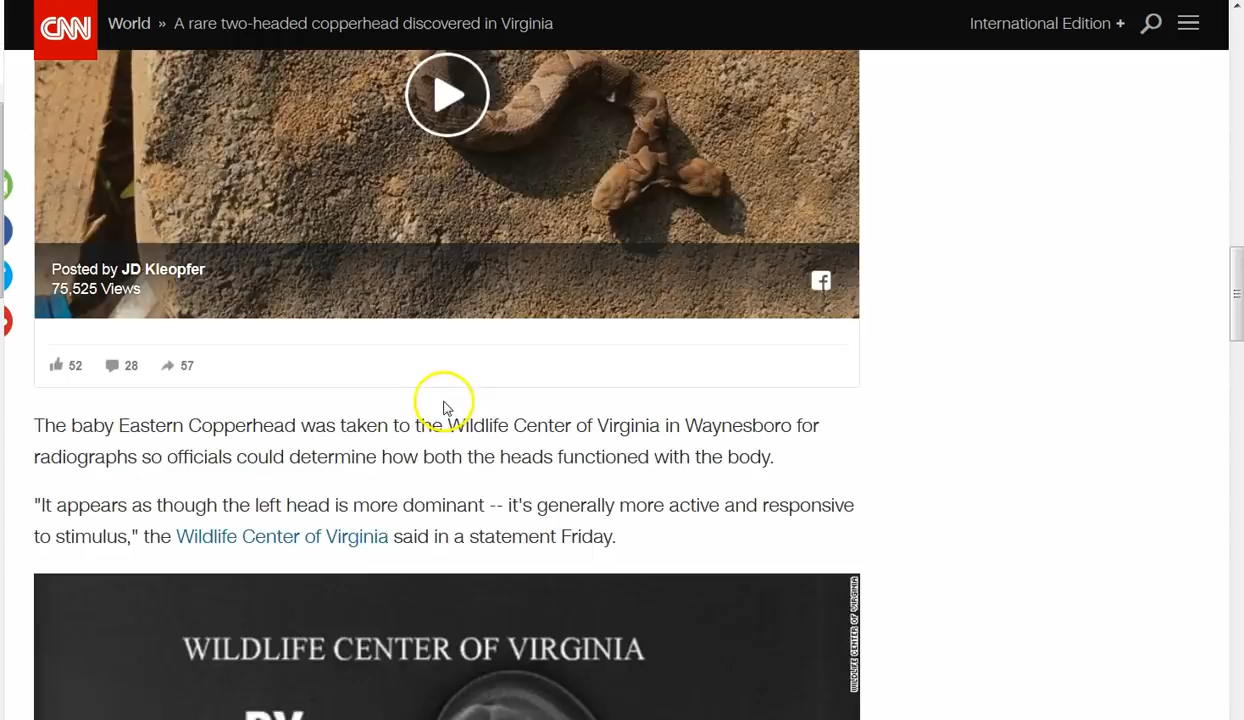 CNN World » A rare two-headed copperhead discovered in Virginia International Edition +
Posted by JD Kleopfer
75,525 Views
52 28 57
The baby Eastern Copperhead was taken to the Wildlife Center of Virginia in Waynesboro for
radiographs so officials could determine how both the heads functioned with the body.
"It appears as though the left head is more dominant -- it's generally more active and responsive
to stimulus," the Wildlife Center of Virginia said in a statement Friday.
WILDLIFE CENTER OF VIRGINIA
WILDLIFE CENTER OF VIRGINIA